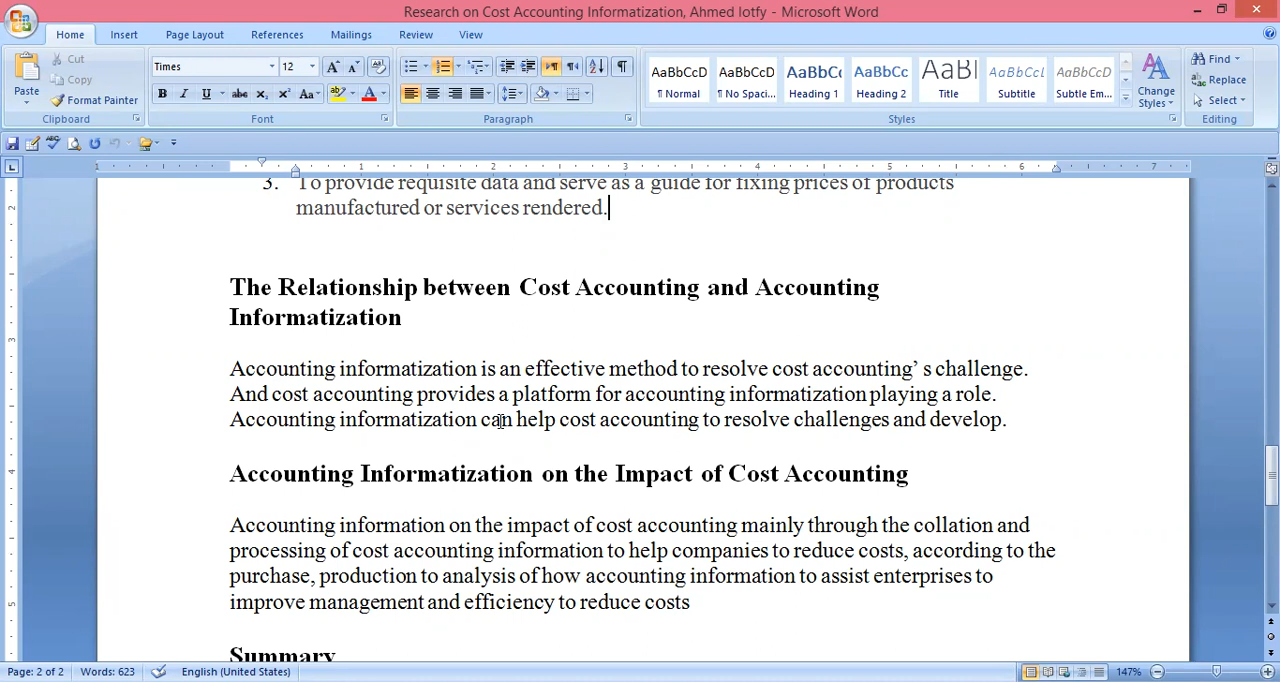 Research on Cost Accounting Informatization, Ahmed lotfy - Microsoft Word
Home Insert Page Layout References Mailings Review View
Cut
Copy
Format Painter
Paste
Clipboard
Times 12
Font
Paragraph
AaBbCcD AaBbCcD AaBbCc AaBbCc AaBb AaBbCcL AaBbCcD
¶ Normal ¶ No Spaci... Heading 1 Heading 2 Title Subtitle Subtle Em...
Change Styles
Styles
Find
Replace
Select
Editing
1 1 2 3 4 5 6 7
3. To provide requisite data and serve as a guide for fixing prices of products
manufactured or services rendered.
The Relationship between Cost Accounting and Accounting
Informatization
Accounting informatization is an effective method to resolve cost accounting’ s challenge.
And cost accounting provides a platform for accounting informatization playing a role.
Accounting informatization can help cost accounting to resolve challenges and develop.
Accounting Informatization on the Impact of Cost Accounting
Accounting information on the impact of cost accounting mainly through the collation and
processing of cost accounting information to help companies to reduce costs, according to the
purchase, production to analysis of how accounting information to assist enterprises to
improve management and efficiency to reduce costs
Summary
Page: 2 of 2 Words: 623 English (United States) 147%